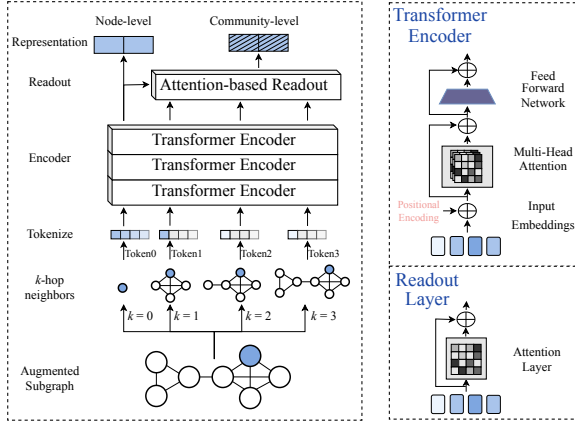 Node-level
Community-level
Representation
Readout
Attention-based Readout
Encoder
Transformer Encoder
Transformer Encoder
Transformer Encoder
Tokenize
Token0
Token1
Token2
Token3
k-hop
neighbors
k = 0
k = 1
k = 2
k = 3
Augmented
Subgraph
Transformer
Encoder
Feed
Forward
Network
Multi-Head
Attention
Positional
Encoding
Input
Embeddings
Readout
Layer
Attention
Layer